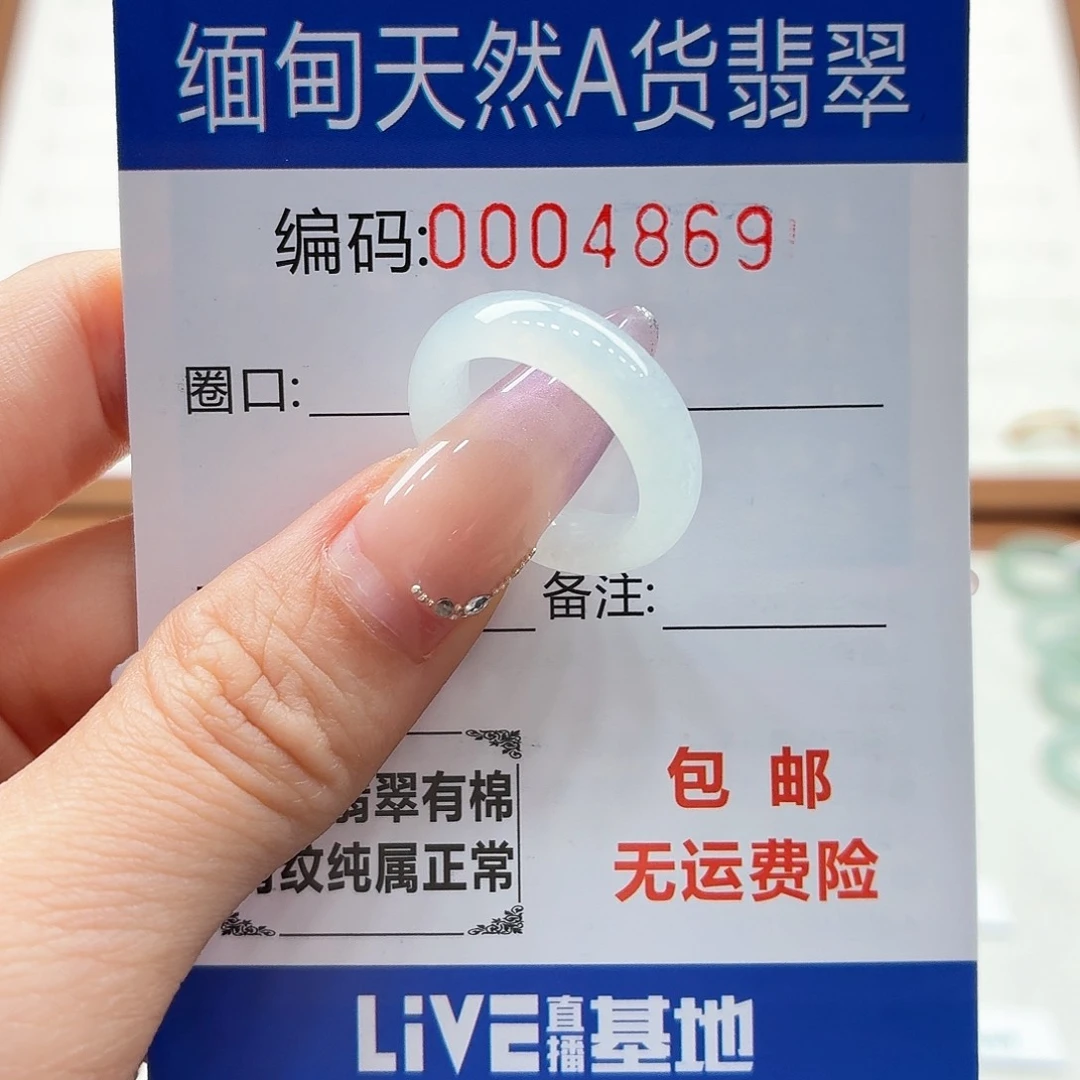 缅甸天然A货翡翠
编码:0004869
圈口:
备注:
翠有棉
纹纯属正常
包邮
无运费险
LiVE直播基地